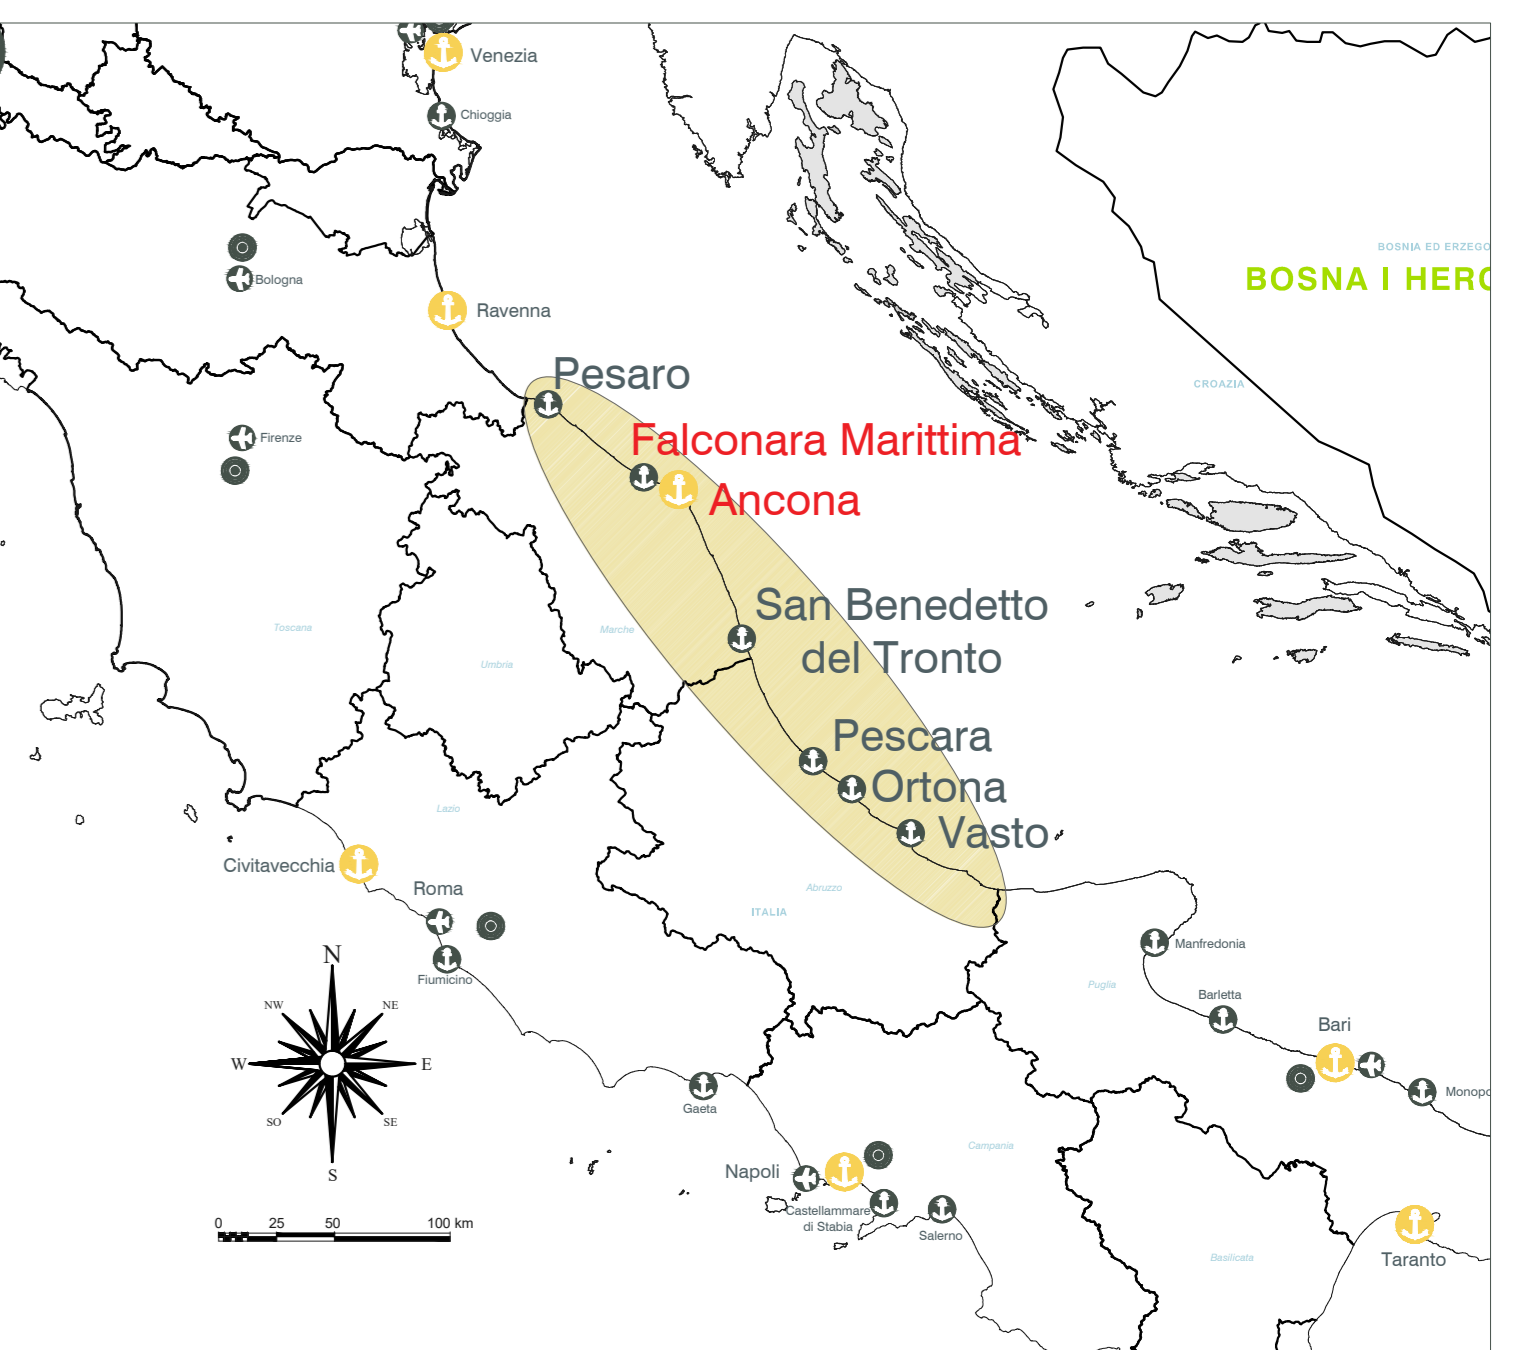 Venezia
Chioggia
BOSNIA ED ERZEGO
BOSNA I HERC
Bologna
Ravenna
Pesaro
CROAZIA
Firenze
Falconara Marittima
Ancona
San Benedetto
del Tronto
Toscana
Marche
Umbria
Pescara
Ortona
Vasto
Lazio
Civitavecchia
Roma
Abruzzo
ITALIA
Fiumicino
Manfredonia
Puglia
Barletta
Bari
Monopo
N
NW
NE
W
E
SO
SE
S
Gaeta
Campania
Napoli
Castellammare
di Stabia
Salerno
0 25 50 100 km
Basilicata
Taranto